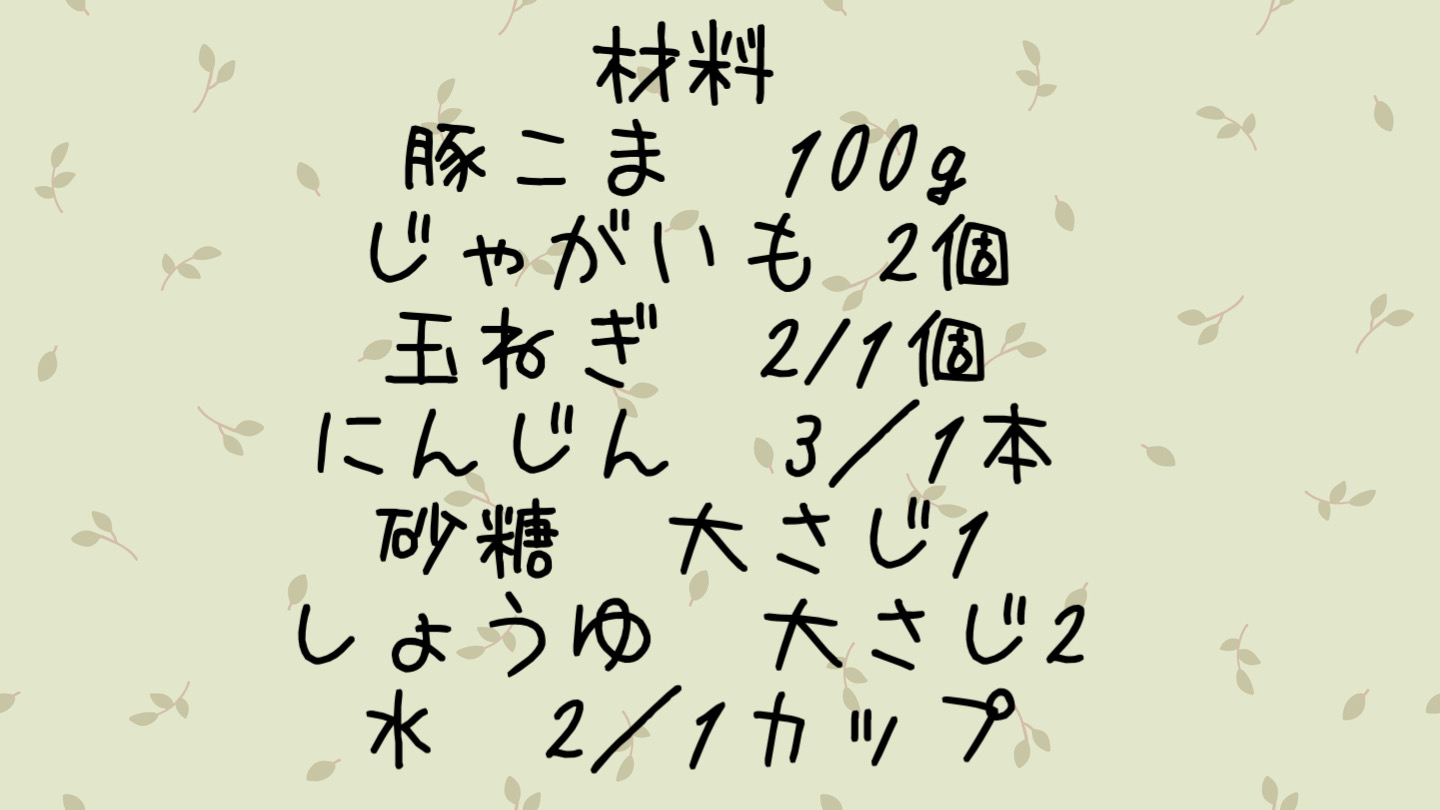 材料
豚こま 100g
じゃがいも 2個
玉ねぎ 2/1個
にんじん 3/1本
砂糖 大さじ1
しょうゆ 大さじ2
水 2/1カップ